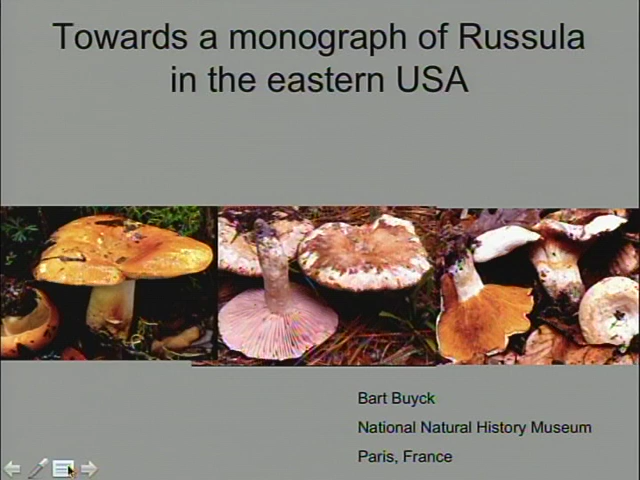 Towards a monograph of Russula
in the eastern USA
Bart Buyck
National Natural History Museum
Paris, France